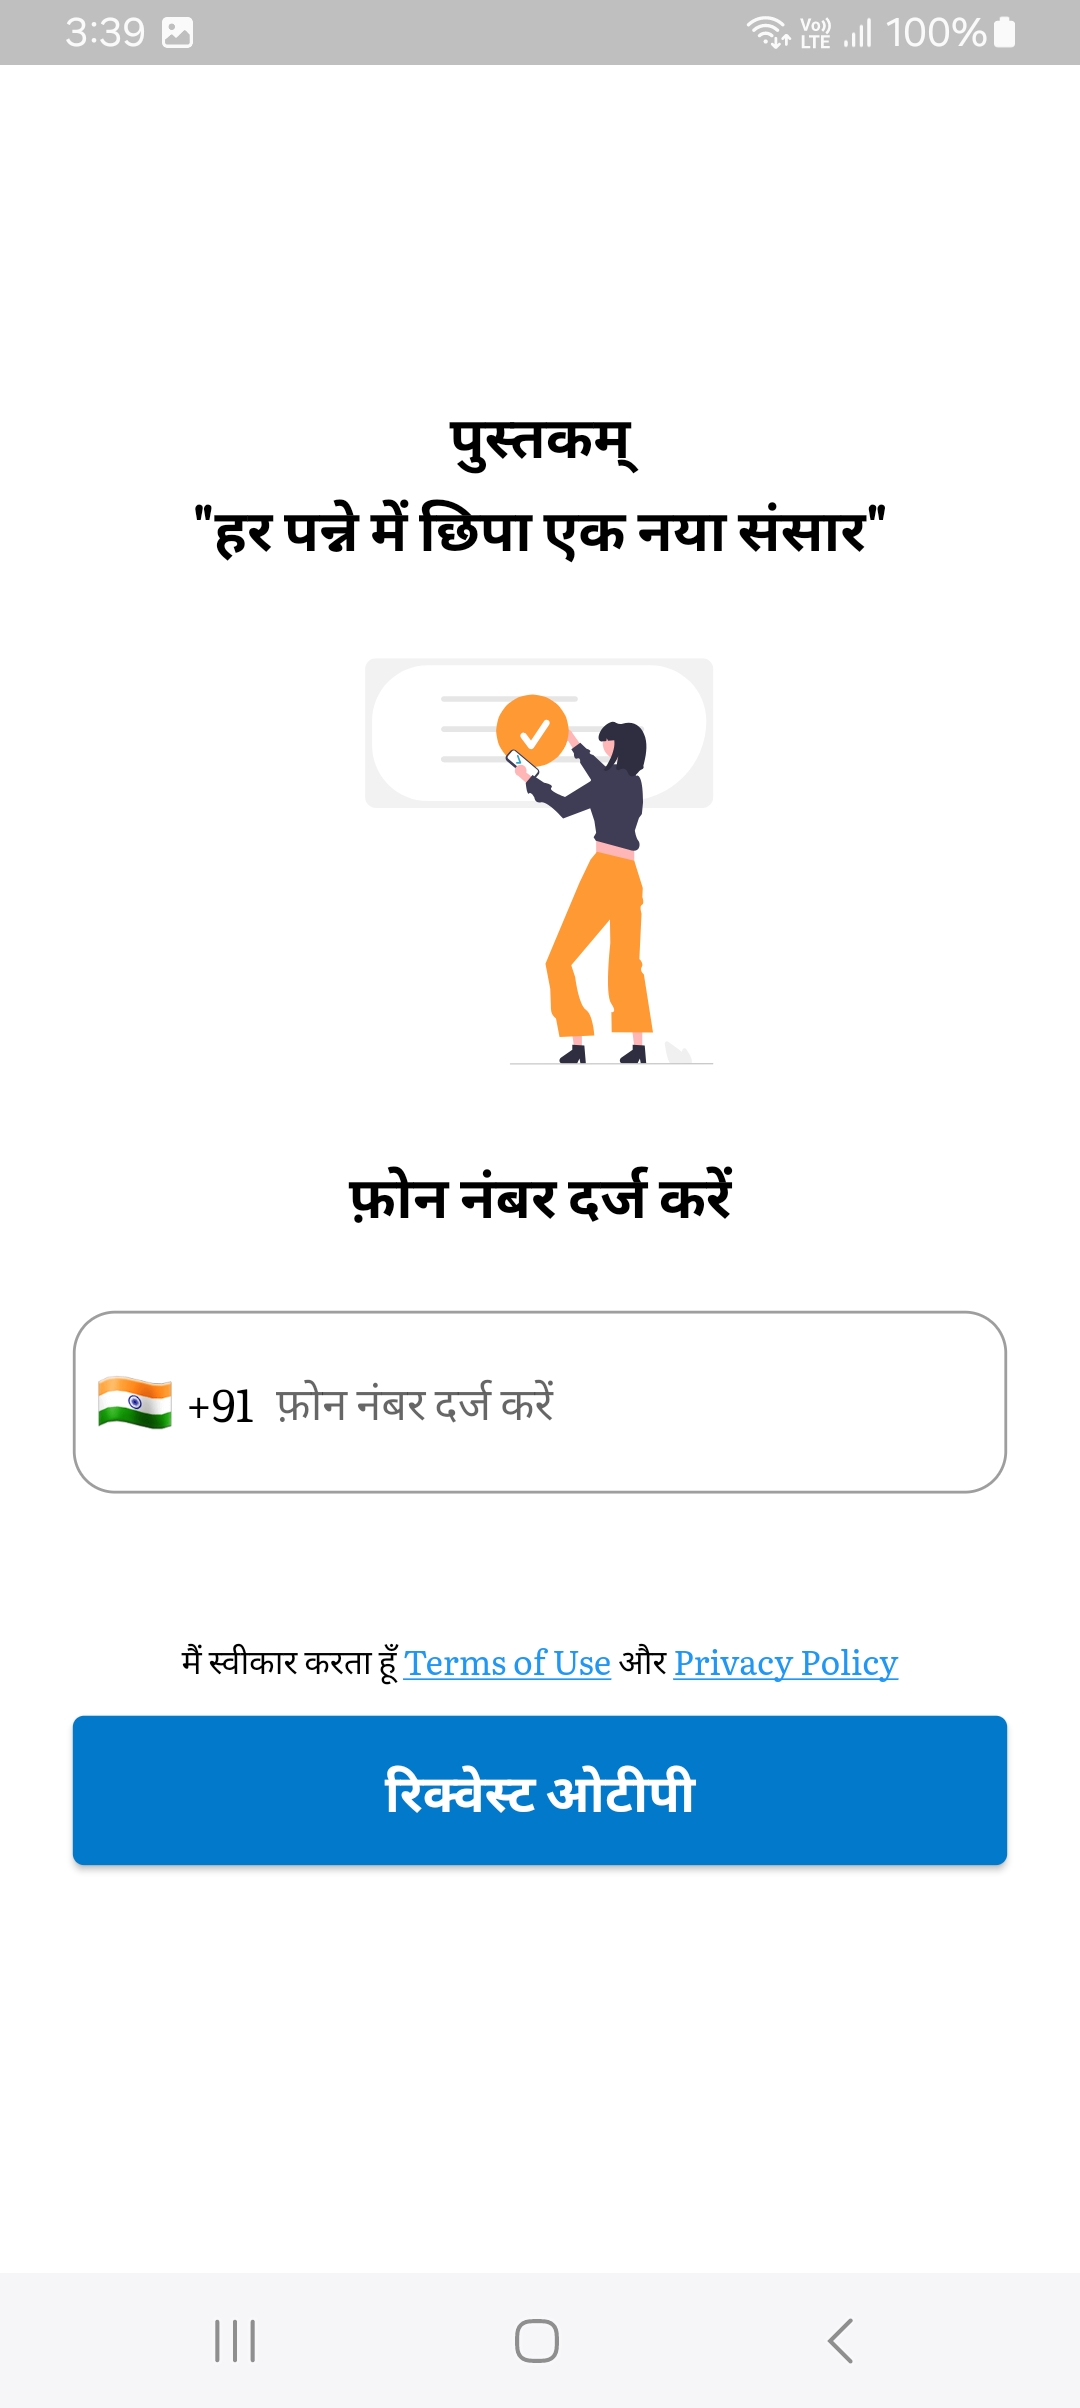 3:39 Vo)) LTE 100%
पुस्तकम्
"हर पन्ने में छिपा एक नया संसार"
फ़ोन नंबर दर्ज करें
+91 फ़ोन नंबर दर्ज करें
मैं स्वीकार करता हूँ Terms of Use और Privacy Policy
रिक्वेस्ट ओटीपी